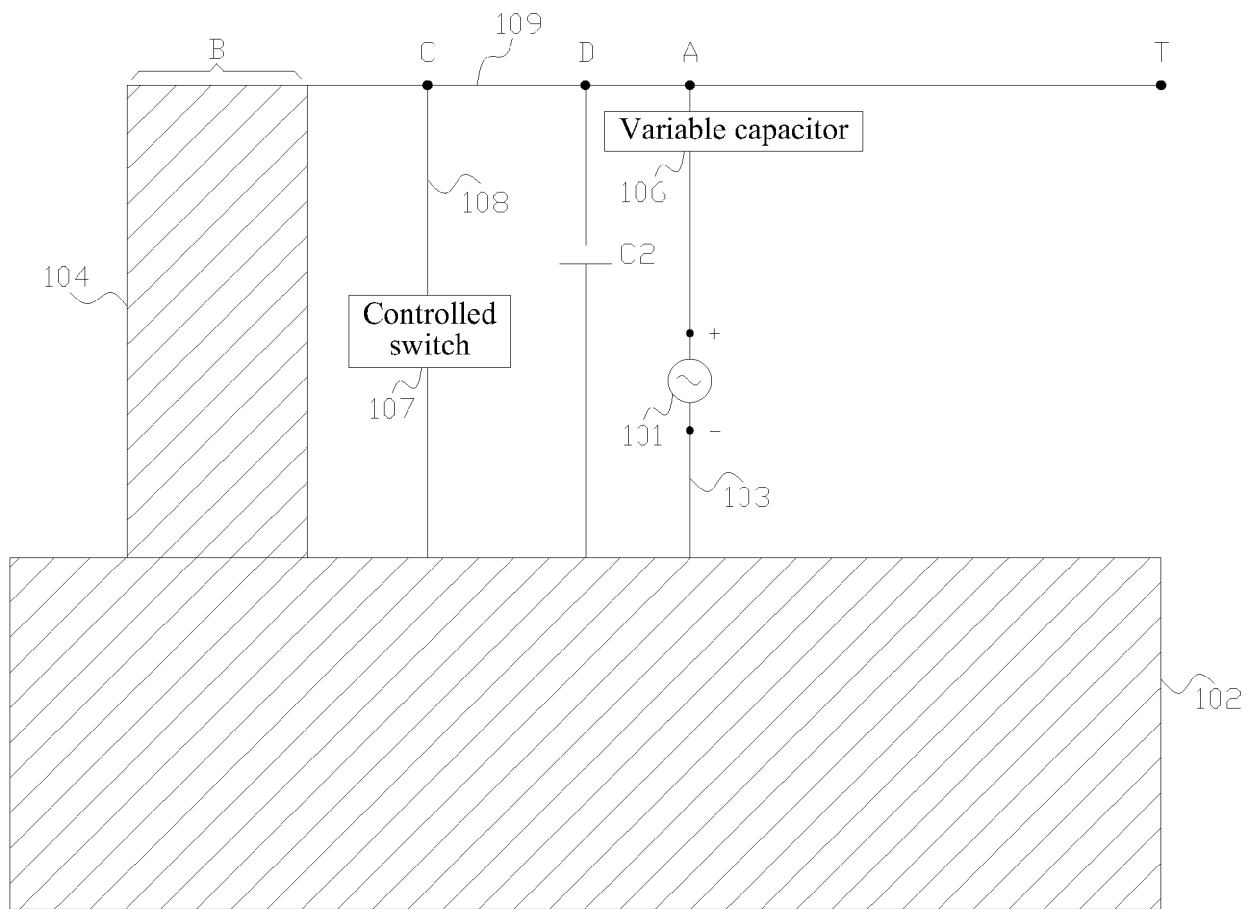 109
B
C
D
A
T
Variable capacitor
106
108
C2
104
Controlled
switch
+
107
101
-
103
102